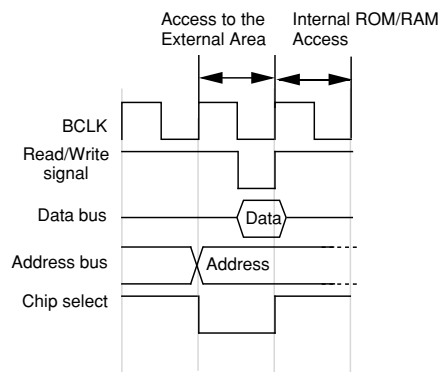 Access to the
External Area
Internal ROM/RAM
Access
BCLK
Read/Write
signal
Data bus
Data
Address bus
Address
Chip select